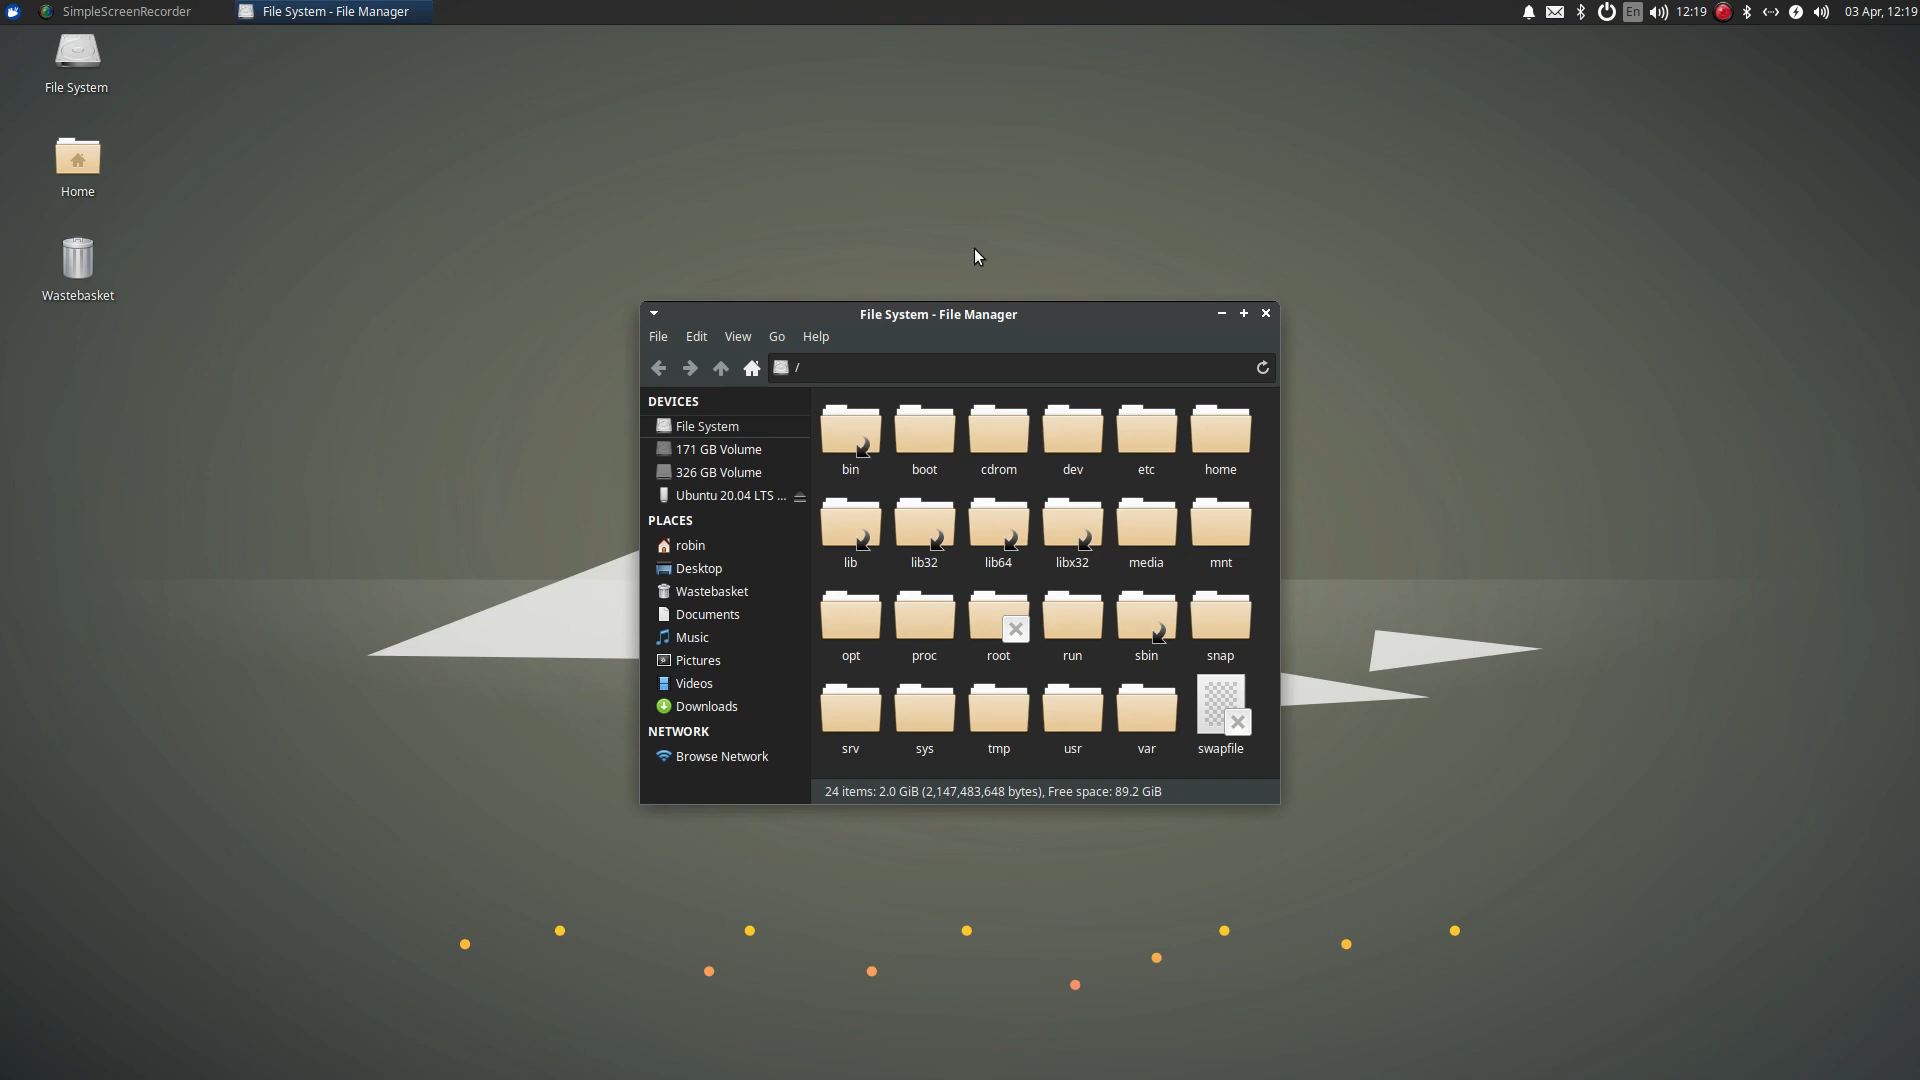 SimpleScreenRecorder
File System - File Manager
En
12:19
03 Apr, 12:19
File System
Home
Wastebasket
File System - File Manager
File Edit View Go Help
/
DEVICES
File System
171 GB Volume
326 GB Volume
Ubuntu 20.04 LTS ...
PLACES
robin
Desktop
Wastebasket
Documents
Music
Pictures
Videos
Downloads
NETWORK
Browse Network
bin boot cdrom dev etc home
lib lib32 lib64 libx32 media mnt
opt proc root run sbin snap
srv sys tmp usr var swapfile
24 items: 2.0 GiB (2,147,483,648 bytes), Free space: 89.2 GiB